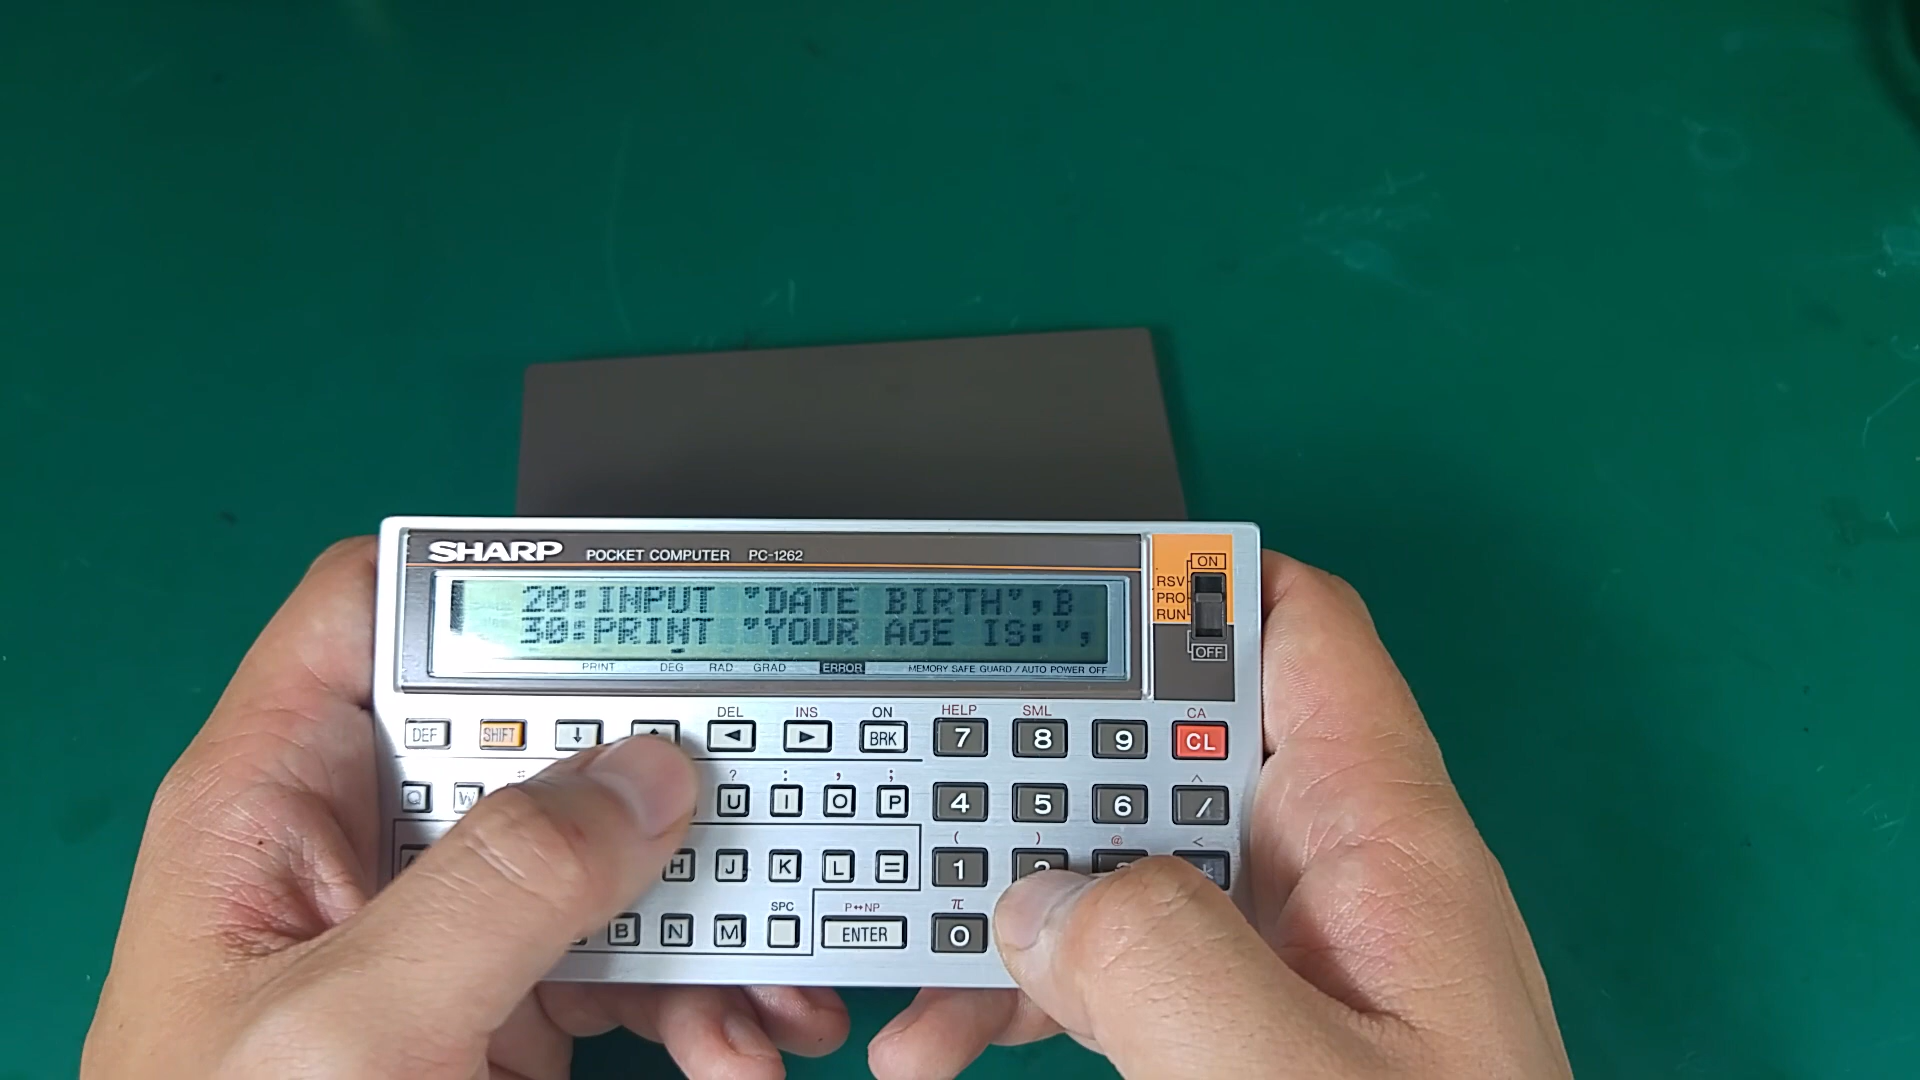 SHARP POCKET COMPUTER PC-1262
ON
RSV
PRO
RUN
OFF
20:INPUT "DATE BIRTH",B
30:PRINT "YOUR AGE IS:",
PRINT DEG RAD GRAD ERROR MEMORY SAFE GUARD / AUTO POWER OFF
DEL INS ON HELP SML CA
DEF SHIFT ↓ ↑ ◄ ► BRK 7 8 9 CL
? : , ; ^
Q W U I O P 4 5 6 /
( ) @ <
H J K L = 1 2 3 *
SPC P↔NP π
B N M ENTER 0